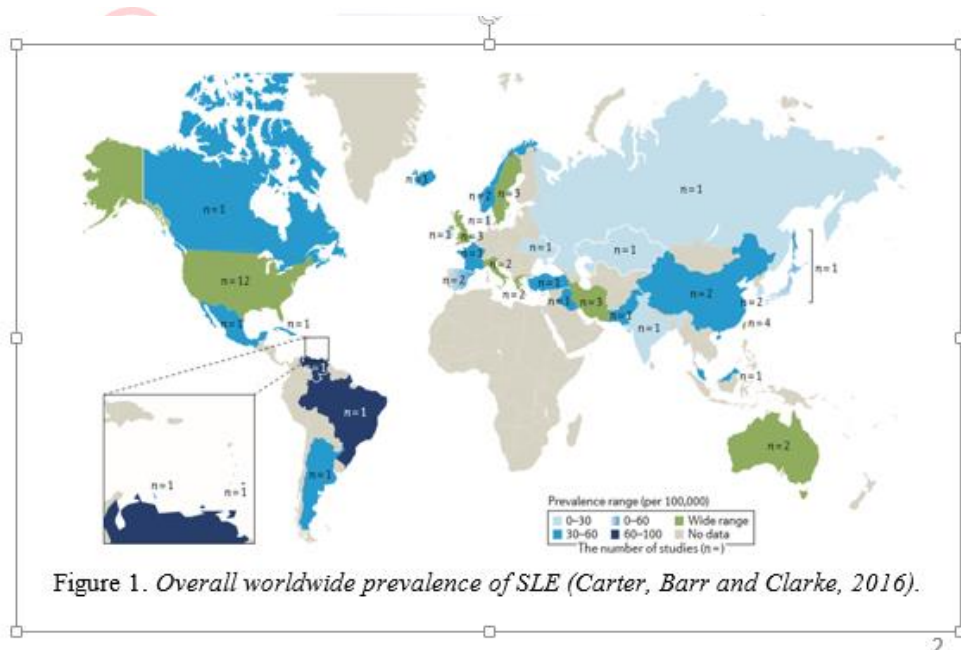 n=1
n=1
n=2
n=3
n=1
n=1
n=1
n=3
n=1
n=1
n=3
n=2
n=12
n=2
n=1
n=2
n=2
n=1
n=2
n=1
n=3
n=1
n=4
n=1
n=1
n=1
n=1
n=1
n=1
n=1
n=1
n=1
n=2
Prevalence range (per 100,000)
0–30 0–60 Wide range
30–60 60–100 No data
The number of studies (n=)
Figure 1. Overall worldwide prevalence of SLE (Carter, Barr and Clarke, 2016).
2